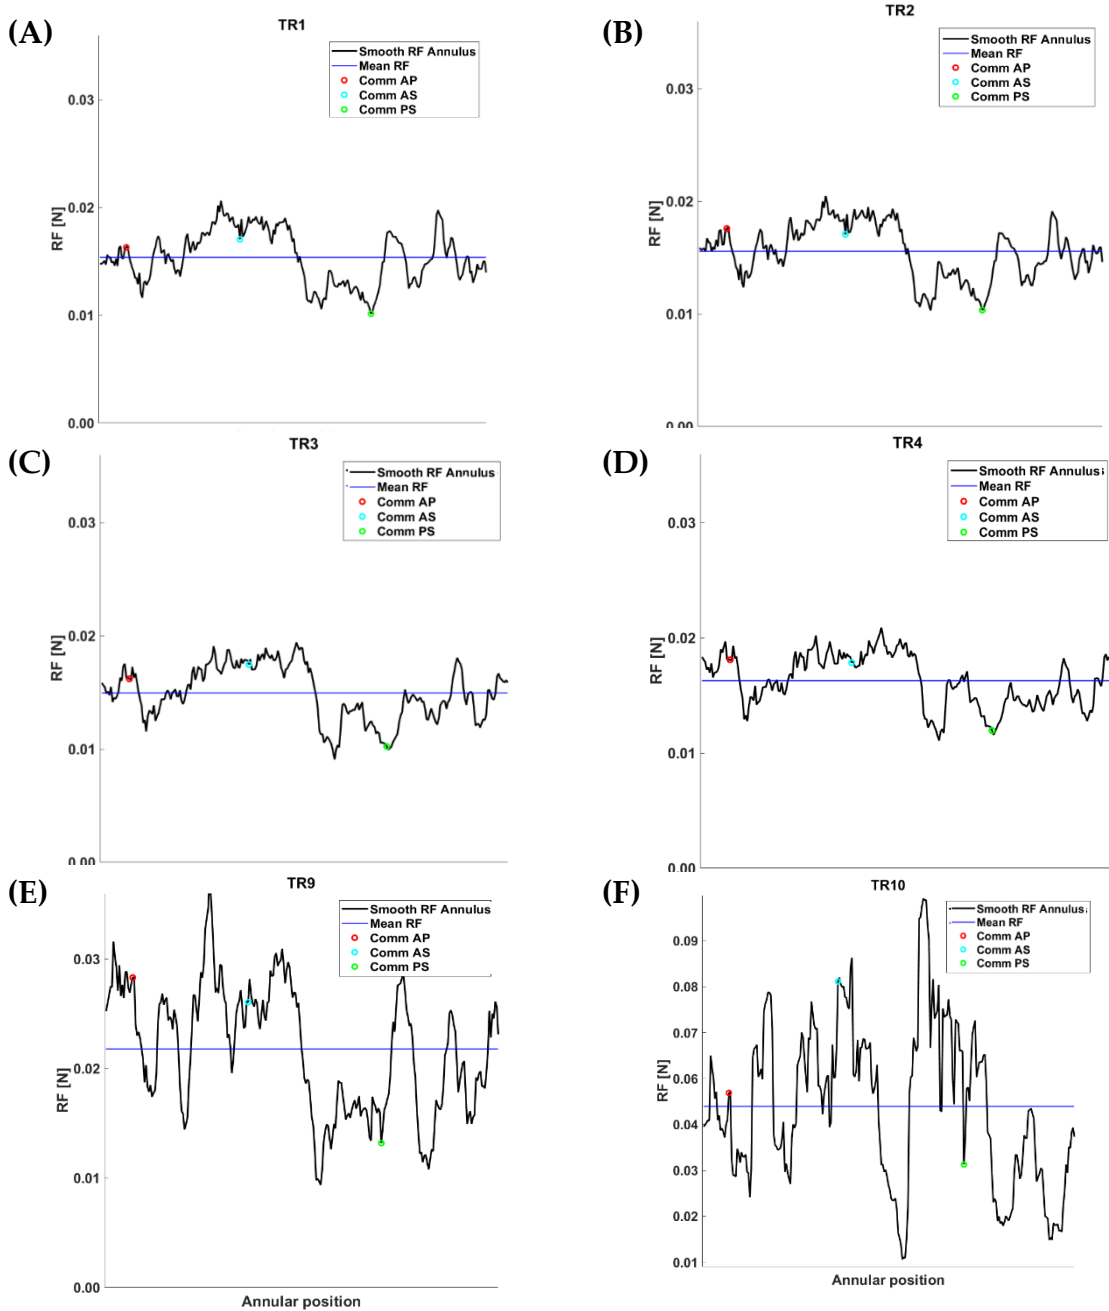 (A)
TR1
Smooth RF Annulus
Mean RF
Comm AP
Comm AS
Comm PS
0.03
0.02
0.01
0.00
RF [N]
(B)
TR2
Smooth RF Annulus
Mean RF
Comm AP
Comm AS
Comm PS
0.03
0.02
0.01
0.00
RF [N]
(C)
TR3
Smooth RF Annulus
Mean RF
Comm AP
Comm AS
Comm PS
0.03
0.02
0.01
0.00
RF [N]
(D)
TR4
Smooth RF Annulus
Mean RF
Comm AP
Comm AS
Comm PS
0.03
0.02
0.01
0.00
RF [N]
(E)
TR9
Smooth RF Annulus
Mean RF
Comm AP
Comm AS
Comm PS
0.03
0.02
0.01
0.00
RF [N]
Annular position
(F)
TR10
Smooth RF Annulus
Mean RF
Comm AP
Comm AS
Comm PS
0.09
0.08
0.07
0.06
0.04
0.03
0.02
0.01
RF [N]
Annular position